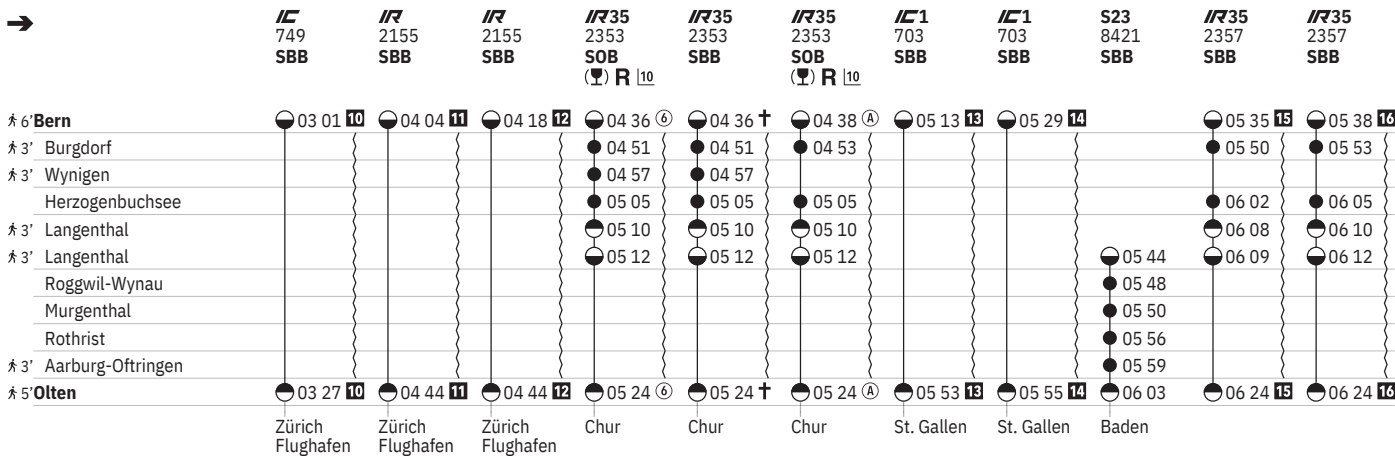 IC IR IR IR35 IR35 IR35 IC1 IC1 S23 IR35 IR35
749 2155 2155 2353 2353 2353 703 703 8421 2357 2357
SBB SBB SBB SOB SBB SOB SBB SBB SBB SBB SBB
R 10 R 10
6' Bern 03 01 10 04 04 11 04 18 12 04 36 6 04 36 † 04 38 A 05 13 13 05 29 14 05 35 15 05 38 16
3' Burgdorf 04 51 04 51 04 53 05 50 05 53
3' Wynigen 04 57 04 57
Herzogenbuchsee 05 05 05 05 05 05 06 02 06 05
3' Langenthal 05 10 05 10 05 10 06 08 06 10
3' Langenthal 05 12 05 12 05 12 05 44 06 09 06 12
Roggwil-Wynau 05 48
Murgenthal 05 50
Rothrist 05 56
3' Aarburg-Oftringen 05 59
5' Olten 03 27 10 04 44 11 04 44 12 05 24 6 05 24 † 05 24 A 05 53 13 05 55 14 06 03 06 24 15 06 24 16
Zürich Zürich Zürich Chur Chur Chur St. Gallen St. Gallen Baden
Flughafen Flughafen Flughafen